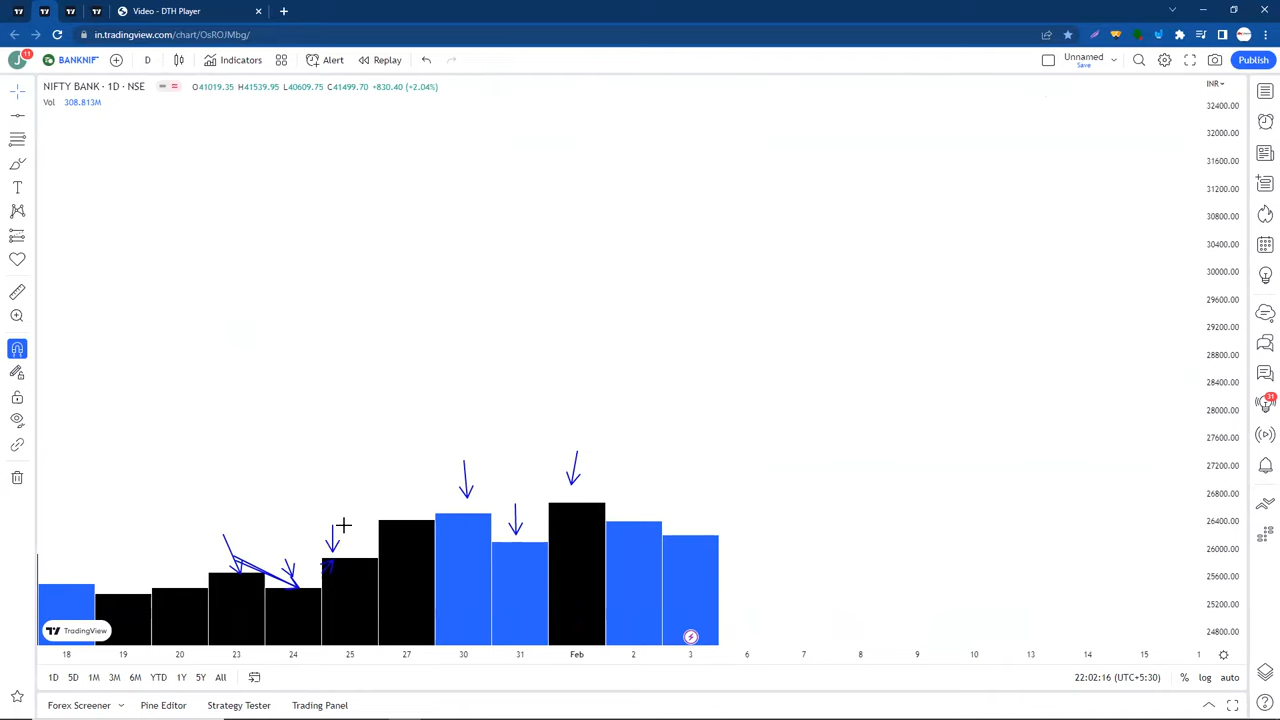 Video - DTH Player
in.tradingview.com/chart/OsROJMbg/
J 11 BANKNIF D Indicators Alert Replay Unnamed Save Publish
NIFTY BANK · 1D · NSE O41019.35 H41539.95 L40609.75 C41499.70 +830.40 (+2.04%) INR
Vol 308.813M
32400.00
32000.00
31600.00
31200.00
30800.00
30400.00
30000.00
29600.00
29200.00
28800.00
28400.00
28000.00
27600.00
27200.00
26800.00
26400.00
26000.00
25600.00
25200.00
24800.00
31
TradingView
18 19 20 23 24 25 27 30 31 Feb 2 3 6 7 8 9 10 13 14 15 1
1D 5D 1M 3M 6M YTD 1Y 5Y All 22:02:16 (UTC+5:30) % log auto
Forex Screener Pine Editor Strategy Tester Trading Panel